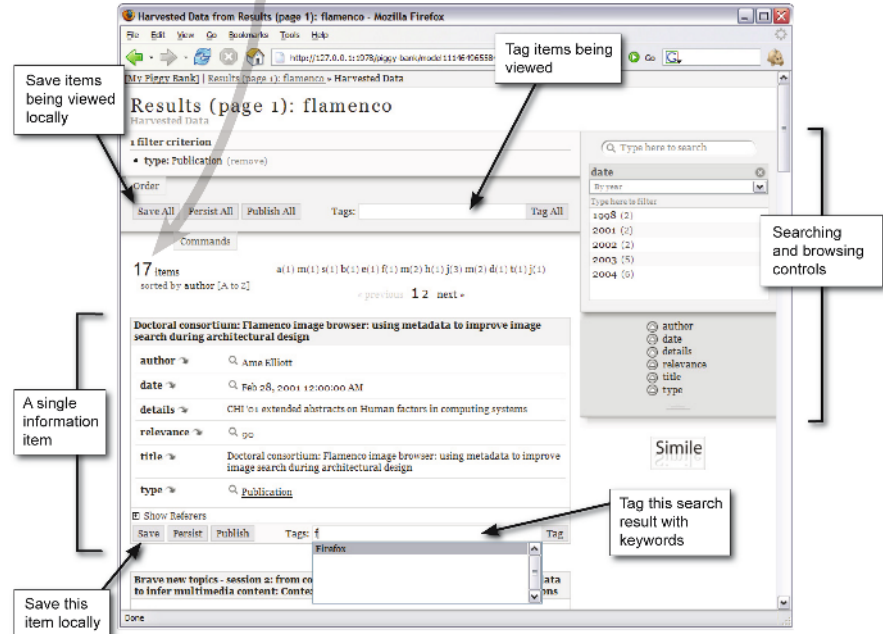 Harvested Data from Results (page 1): flamenco - Mozilla Firefox
File Edit View Go Bookmarks Tools Help
Go
[My Piggy Bank] | Results (page 1): flamenco » Harvested Data
Tag items being
viewed
Save items
being viewed
locally
Results (page 1): flamenco
Harvested Data
1 filter criterion
• type: Publication (remove)
Order
Save All Persist All Publish All Tags: Tag All
Commands
17 items
sorted by author [A to Z]
a(1) m(1) s(1) b(1) e(1) f(1) m(2) h(1) j(3) m(2) d(1) t(1) j(1)
« previous 1 2 next »
Type here to search
date
By year
Type here to filter
1998 (2)
2001 (2)
2002 (2)
2003 (5)
2004 (6)
Searching
and browsing
controls
author
date
details
relevance
title
type
Simile
A single
information
item
Doctoral consortium: Flamenco image browser: using metadata to improve image
search during architectural design
author Ame Elliott
date Feb 28, 2001 12:00:00 AM
details CHI '01 extended abstracts on Human factors in computing systems
relevance 90
title Doctoral consortium: Flamenco image browser: using metadata to improve
image search during architectural design
type Publication
Show Referers
Save Persist Publish Tags: f Tag
Firefox
Tag this search
result with
keywords
Brave new topics - session 2: from
to infer multimedia content:
Save this
item locally
Done